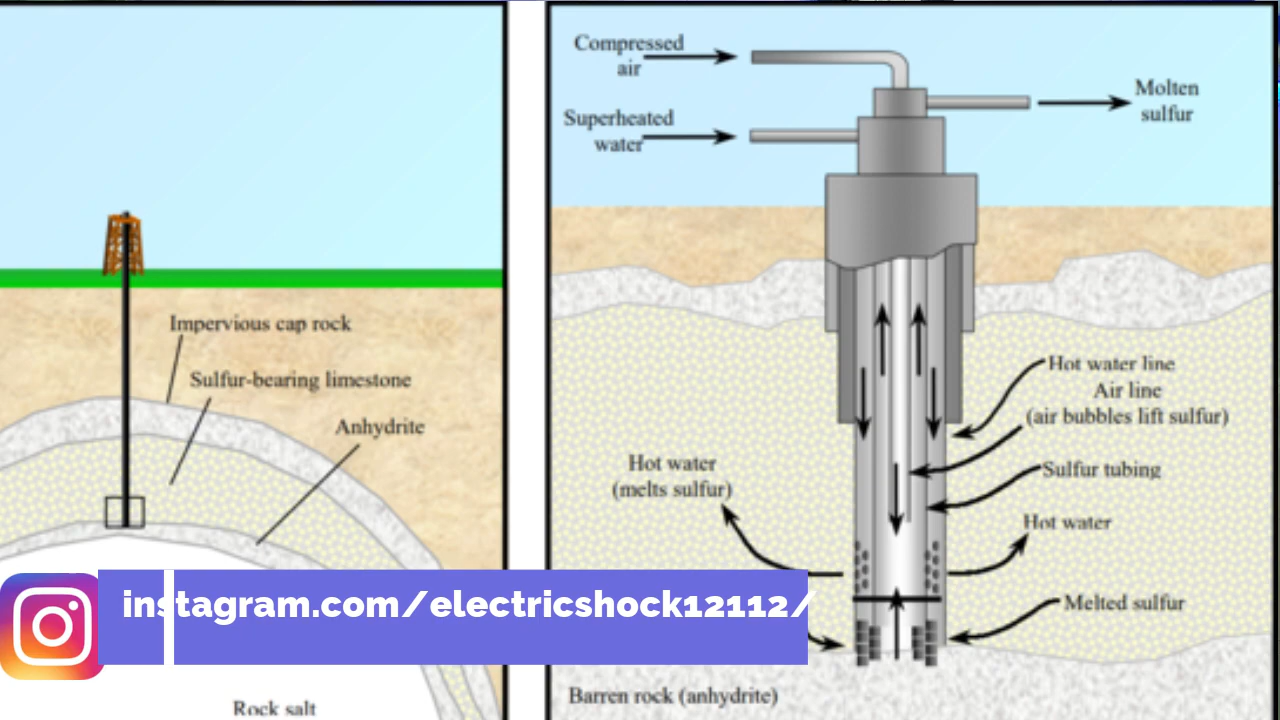 Impervious cap rock
Sulfur-bearing limestone
Anhydrite
Rock salt
instagram.com/electricshock12112/
Compressed
air
Superheated
water
Molten
sulfur
Hot water line
Air line
(air bubbles lift sulfur)
Sulfur tubing
Hot water
(melts sulfur)
Hot water
Melted sulfur
Barren rock (anhydrite)